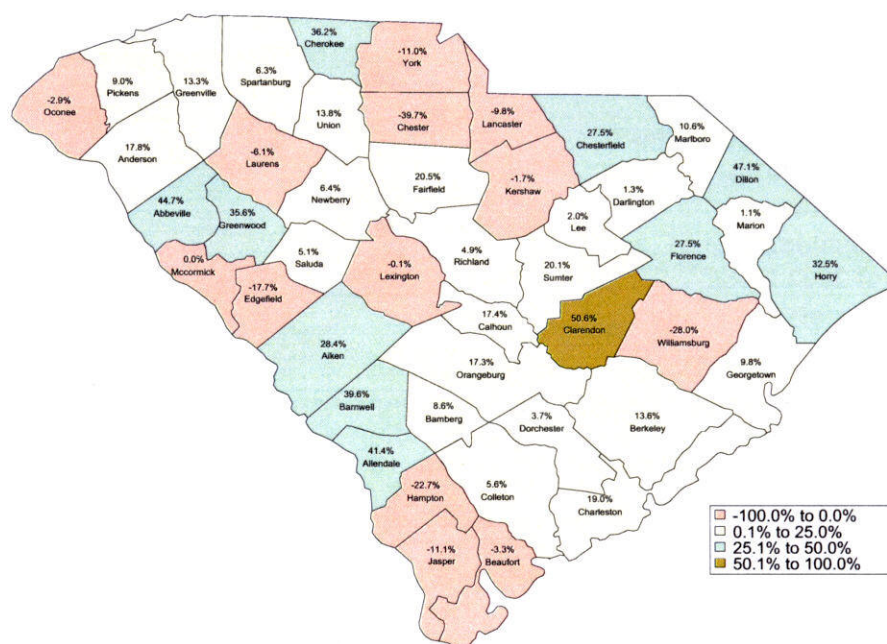 36.2%
Cherokee
-11.0%
York
9.0%
Pickens
13.3%
Greenville
6.3%
Spartanburg
-2.9%
Oconee
13.8%
Union
-39.7%
Chester
-9.8%
Lancaster
27.5%
Chesterfield
10.6%
Marlboro
17.8%
Anderson
-6.1%
Laurens
47.1%
Dillon
20.5%
Fairfield
-1.7%
Kershaw
6.4%
Newberry
1.3%
Darlington
44.7%
Abbeville
35.6%
Greenwood
2.0%
Lee
1.1%
Marion
5.1%
Saluda
4.9%
Richland
27.5%
Florence
0.0%
Mccormick
-0.1%
Lexington
20.1%
Sumter
32.5%
Horry
-17.7%
Edgefield
17.4%
Calhoun
50.6%
Clarendon
-28.0%
Williamsburg
28.4%
Aiken
17.3%
Orangeburg
9.8%
Georgetown
39.6%
Barnwell
8.6%
Bamberg
3.7%
Dorchester
13.6%
Berkeley
41.4%
Allendale
-22.7%
Hampton
5.6%
Colleton
19.0%
Charleston
-11.1%
Jasper
-3.3%
Beaufort
-100.0% to 0.0%
0.1% to 25.0%
25.1% to 50.0%
50.1% to 100.0%